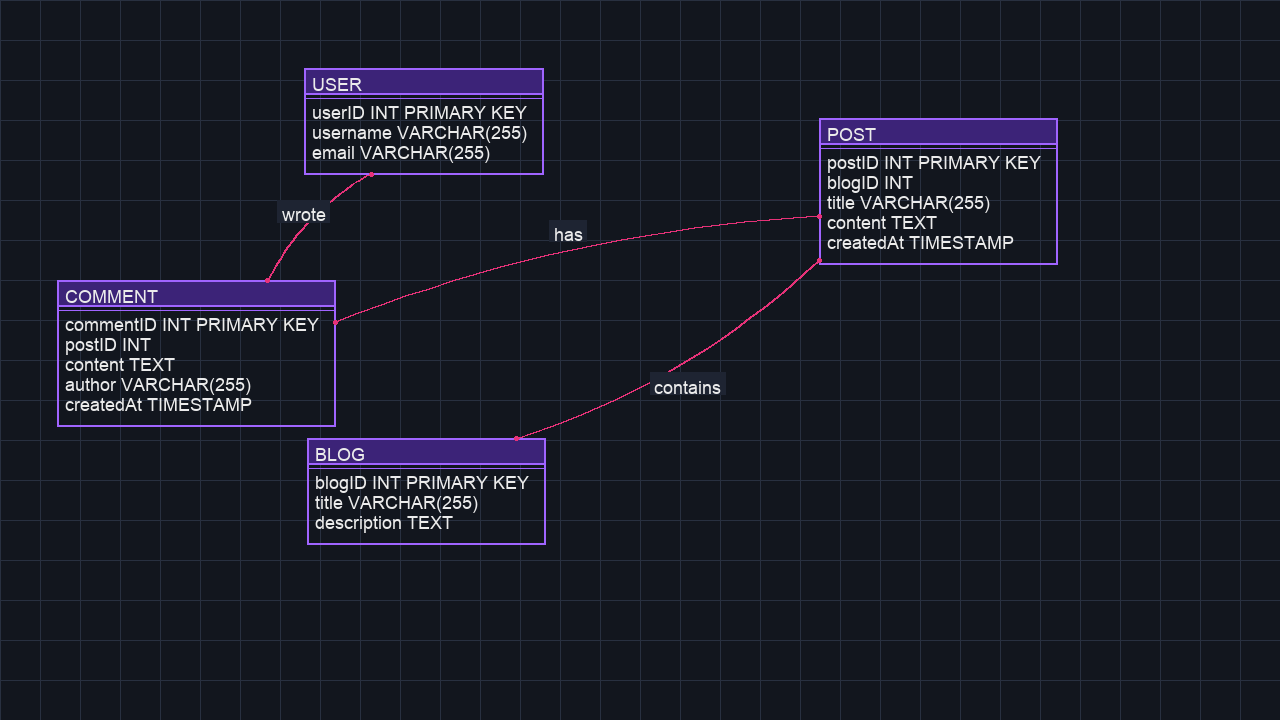 USER
userID INT PRIMARY KEY
username VARCHAR(255)
email VARCHAR(255)
POST
postID INT PRIMARY KEY
blogID INT
title VARCHAR(255)
content TEXT
createdAt TIMESTAMP
wrote
has
COMMENT
commentID INT PRIMARY KEY
postID INT
content TEXT
author VARCHAR(255)
createdAt TIMESTAMP
contains
BLOG
blogID INT PRIMARY KEY
title VARCHAR(255)
description TEXT